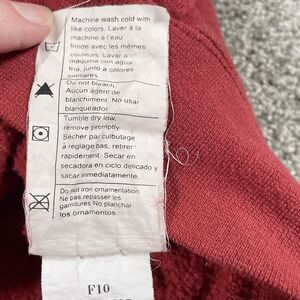 Machine wash cold with
like colors. Laver à la
machine à l'eau
froide avec les mêmes
couleurs. Lavar a
maquina con agua
fria, junto a colores
similares
Do not bleach.
Aucun agent de
blanchiment. No usar
blanqueador.
Tumble dry low,
remove promptly.
Sécher par culbutage
à réglage bas, retirer
rapidement. Secar en
secadora en ciclo delicado y
sacar inmediatamente.
Do not iron ornamentation
Ne pas repasser les
garnitures No planchar
los ornamentos.
F10